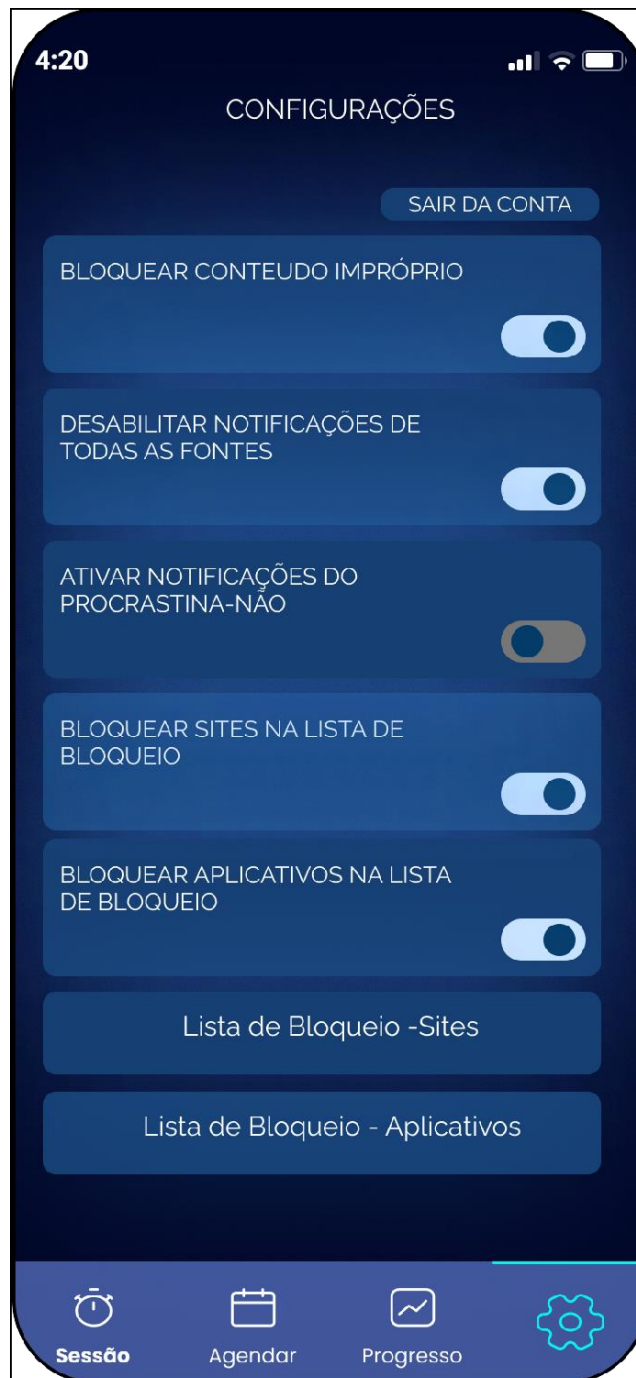 4:20
CONFIGURAÇÕES
SAIR DA CONTA
BLOQUEAR CONTEUDO IMPRÓPRIO
DESABILITAR NOTIFICAÇÕES DE
TODAS AS FONTES
ATIVAR NOTIFICAÇÕES DO
PROCRASTINA-NÃO
BLOQUEAR SITES NA LISTA DE
BLOQUEIO
BLOQUEAR APLICATIVOS NA LISTA
DE BLOQUEIO
Lista de Bloqueio -Sites
Lista de Bloqueio - Aplicativos
Sessão Agendar Progresso